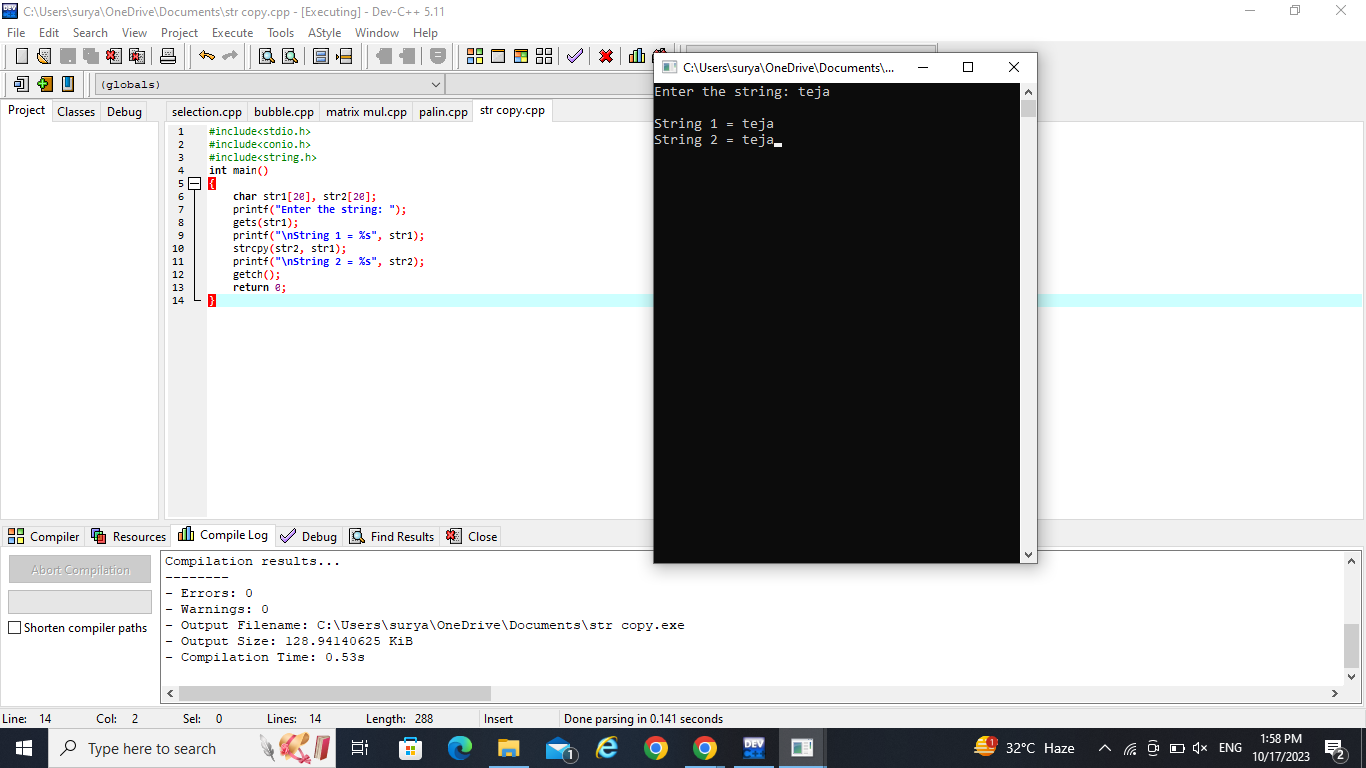 C:\Users\surya\OneDrive\Documents\str copy.cpp - [Executing] - Dev-C++ 5.11
File Edit Search View Project Execute Tools AStyle Window Help
(globals)
Project Classes Debug
selection.cpp bubble.cpp matrix mul.cpp palin.cpp str copy.cpp
1 #include<stdio.h>
2 #include<conio.h>
3 #include<string.h>
4 int main()
5 {
6 char str1[20], str2[20];
7 printf("Enter the string: ");
8 gets(str1);
9 printf("\nString 1 = %s", str1);
10 strcpy(str2, str1);
11 printf("\nString 2 = %s", str2);
12 getch();
13 return 0;
14 }
C:\Users\surya\OneDrive\Documents\...
Enter the string: teja
String 1 = teja
String 2 = teja
Compiler Resources Compile Log Debug Find Results Close
Abort Compilation
Shorten compiler paths
Compilation results...
--------
- Errors: 0
- Warnings: 0
- Output Filename: C:\Users\surya\OneDrive\Documents\str copy.exe
- Output Size: 128.94140625 KiB
- Compilation Time: 0.53s
Line: 14 Col: 2 Sel: 0 Lines: 14 Length: 288 Insert Done parsing in 0.141 seconds
Type here to search
1
DEV
1
32°C Haze
ENG
1:58 PM
10/17/2023
2